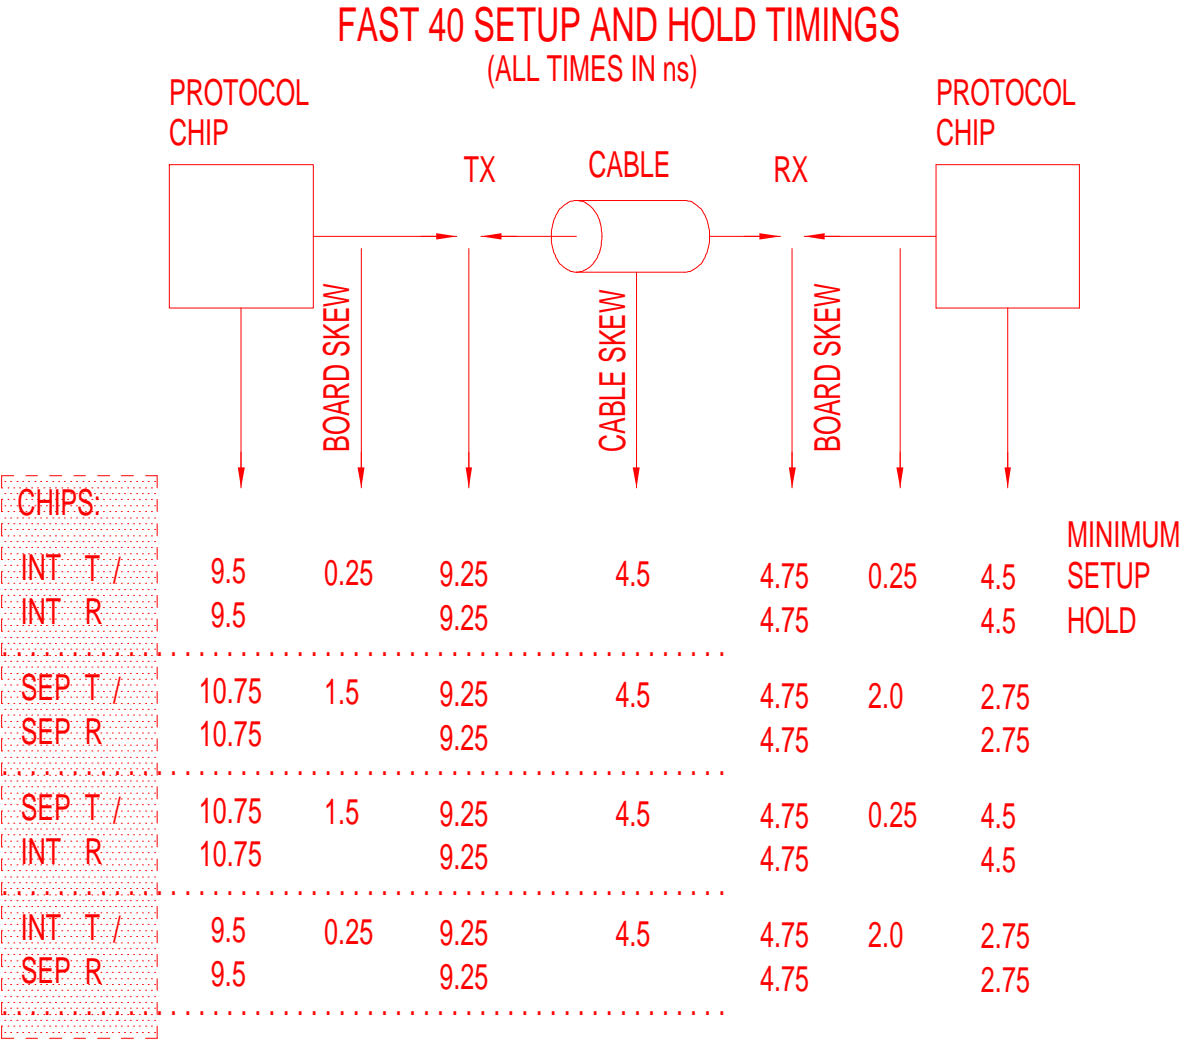 FAST 40 SETUP AND HOLD TIMINGS
(ALL TIMES IN ns)
PROTOCOL
CHIP
PROTOCOL
CHIP
TX
CABLE
RX
BOARD SKEW
CABLE SKEW
BOARD SKEW
CHIPS:
MINIMUM
INT T / 9.5 0.25 9.25 4.5 4.75 0.25 4.5 SETUP
INT R 9.5 9.25 4.75 4.5 HOLD
SEP T / 10.75 1.5 9.25 4.5 4.75 2.0 2.75
SEP R 10.75 9.25 4.75 2.75
SEP T / 10.75 1.5 9.25 4.5 4.75 0.25 4.5
INT R 10.75 9.25 4.75 4.5
INT T / 9.5 0.25 9.25 4.5 4.75 2.0 2.75
SEP R 9.5 9.25 4.75 2.75